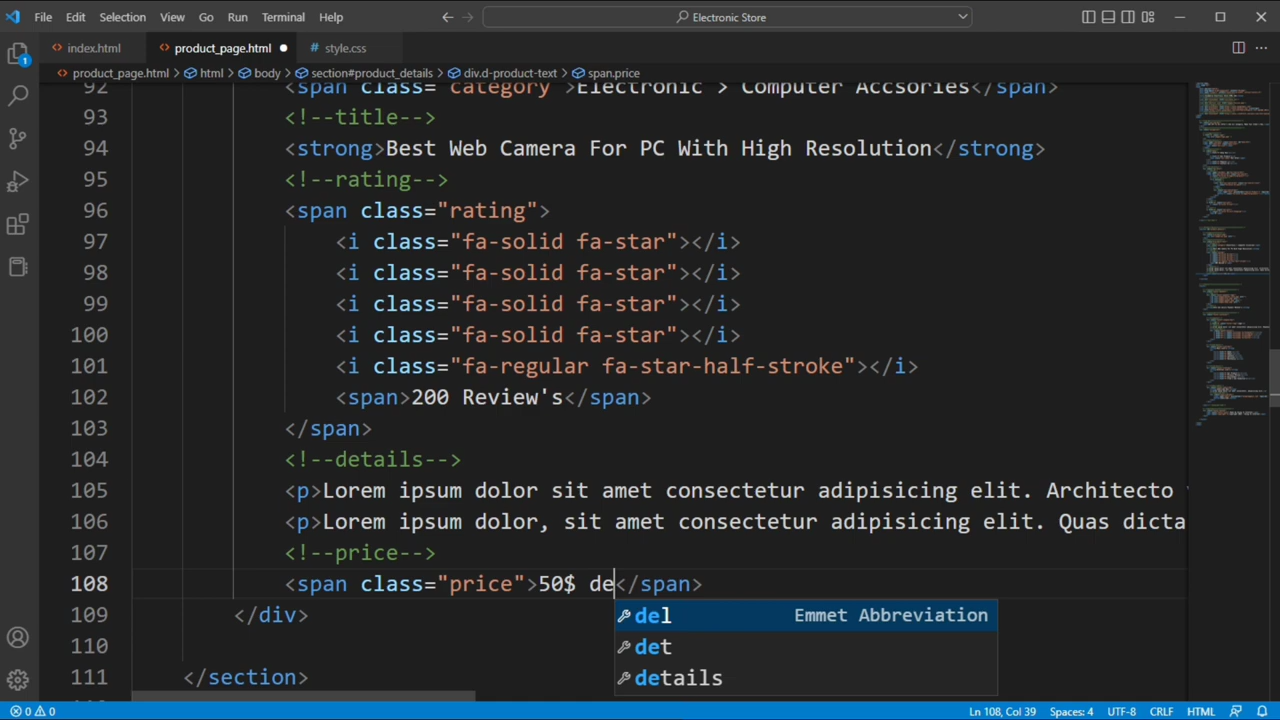 File Edit Selection View Go Run Terminal Help Electronic Store
index.html product_page.html style.css
product_page.html > html > body > section#product_details > div.d-product-text > span.price
92 <span class="category">Electronic > Computer Accsories</span>
93 <!--title-->
94 <strong>Best Web Camera For PC With High Resolution</strong>
95 <!--rating-->
96 <span class="rating">
97 <i class="fa-solid fa-star"></i>
98 <i class="fa-solid fa-star"></i>
99 <i class="fa-solid fa-star"></i>
100 <i class="fa-solid fa-star"></i>
101 <i class="fa-regular fa-star-half-stroke"></i>
102 <span>200 Review's</span>
103 </span>
104 <!--details-->
105 <p>Lorem ipsum dolor sit amet consectetur adipisicing elit. Architecto
106 <p>Lorem ipsum dolor, sit amet consectetur adipisicing elit. Quas dicta
107 <!--price-->
108 <span class="price">50$ de</span>
del Emmet Abbreviation
109 </div>
det
110
details
111 </section>
1
0 0 Ln 108, Col 39 Spaces: 4 UTF-8 CRLF HTML